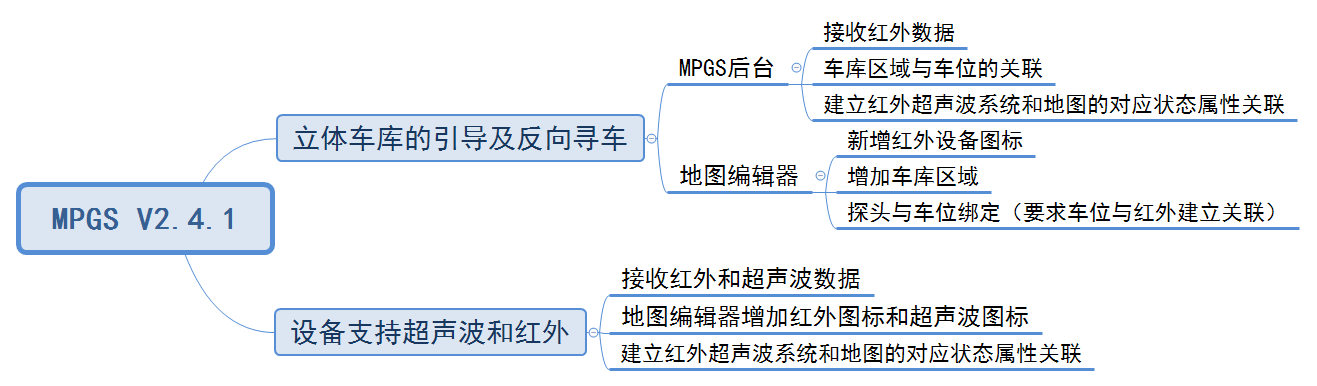 MPGS V2.4.1
立体车库的引导及反向寻车
MPGS后台
接收红外数据
车库区域与车位的关联
建立红外超声波系统和地图的对应状态属性关联
地图编辑器
新增红外设备图标
增加车库区域
探头与车位绑定（要求车位与红外建立关联）
设备支持超声波和红外
接收红外和超声波数据
地图编辑器增加红外图标和超声波图标
建立红外超声波系统和地图的对应状态属性关联